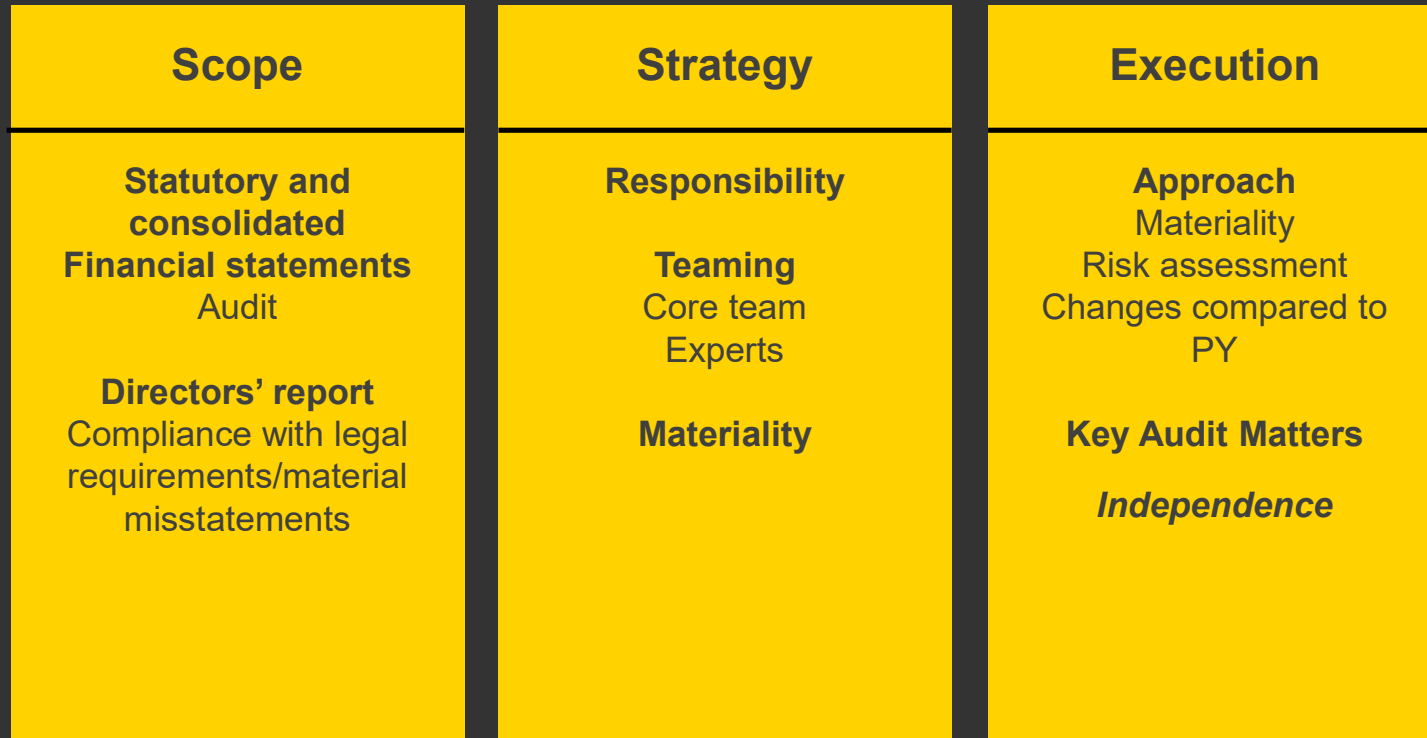 Scope
Statutory and
consolidated
Financial statements
Audit
Directors’ report
Compliance with legal
requirements/material
misstatements
Strategy
Responsibility
Teaming
Core team
Experts
Materiality
Execution
Approach
Materiality
Risk assessment
Changes compared to
PY
Key Audit Matters
Independence